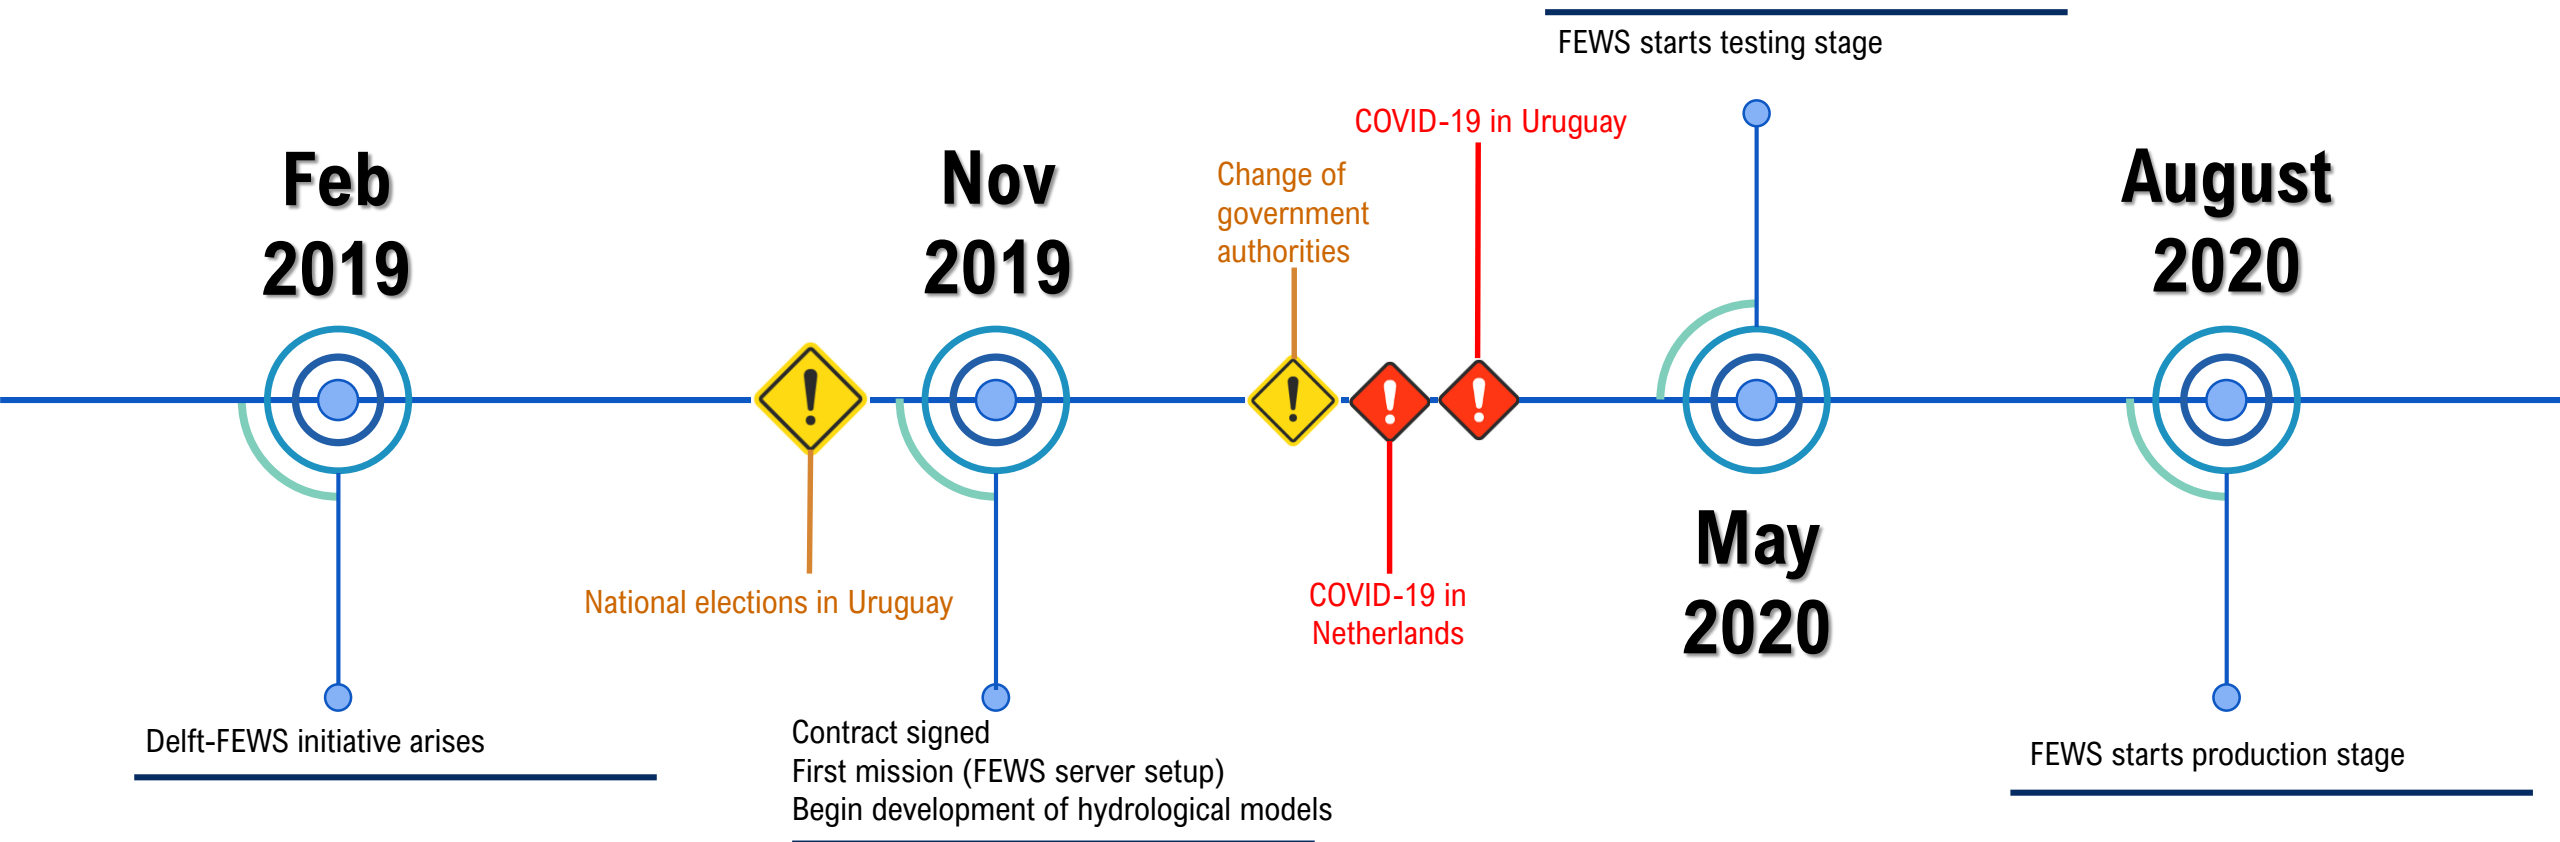 Feb
2019
Delft-FEWS initiative arises
National elections in Uruguay
Nov
2019
Contract signed
First mission (FEWS server setup)
Begin development of hydrological models
Change of
government
authorities
COVID-19 in
Netherlands
COVID-19 in Uruguay
FEWS starts testing stage
May
2020
August
2020
FEWS starts production stage